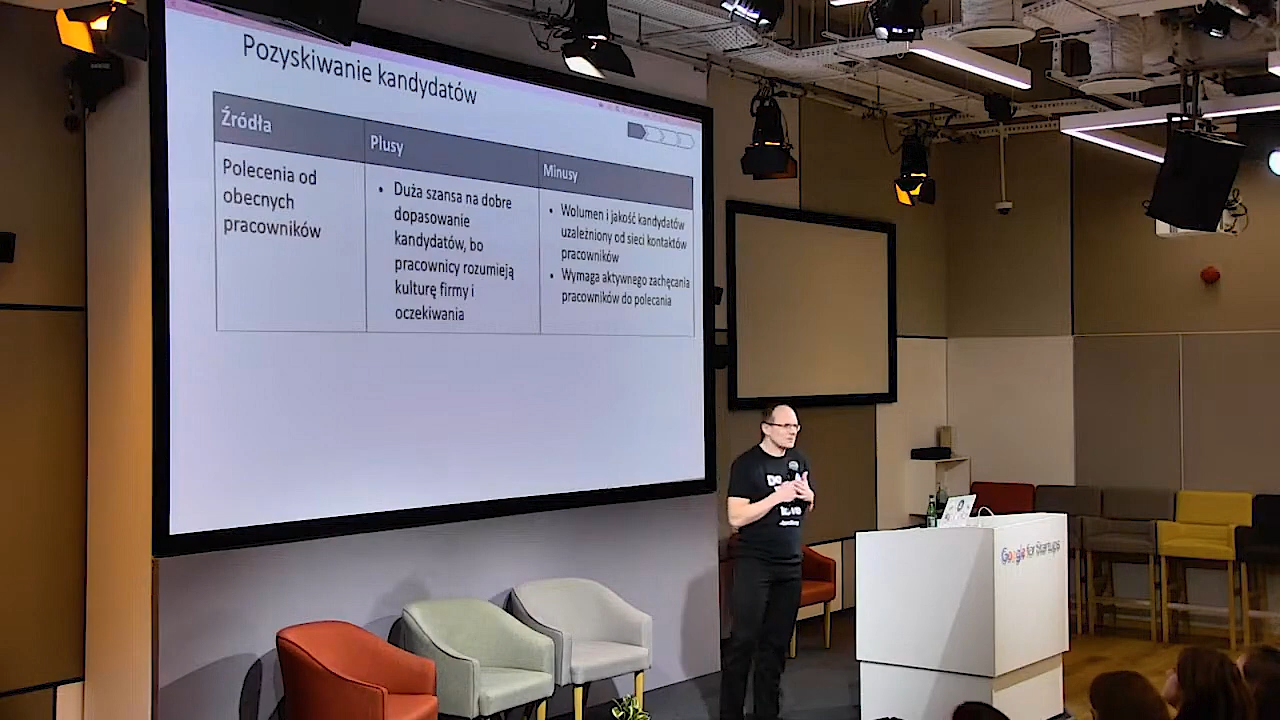 Pozyskiwanie kandydatów
Źródła
Plusy
Minusy
Polecenia od
obecnych
pracowników
• Duża szansa na dobre
dopasowanie
kandydatów, bo
pracownicy rozumieją
kulturę firmy i
oczekiwania
• Wolumen i jakość kandydatów
uzależniony od sieci kontaktów
pracowników
• Wymaga aktywnego zachęcania
pracowników do polecania
Google for Startups